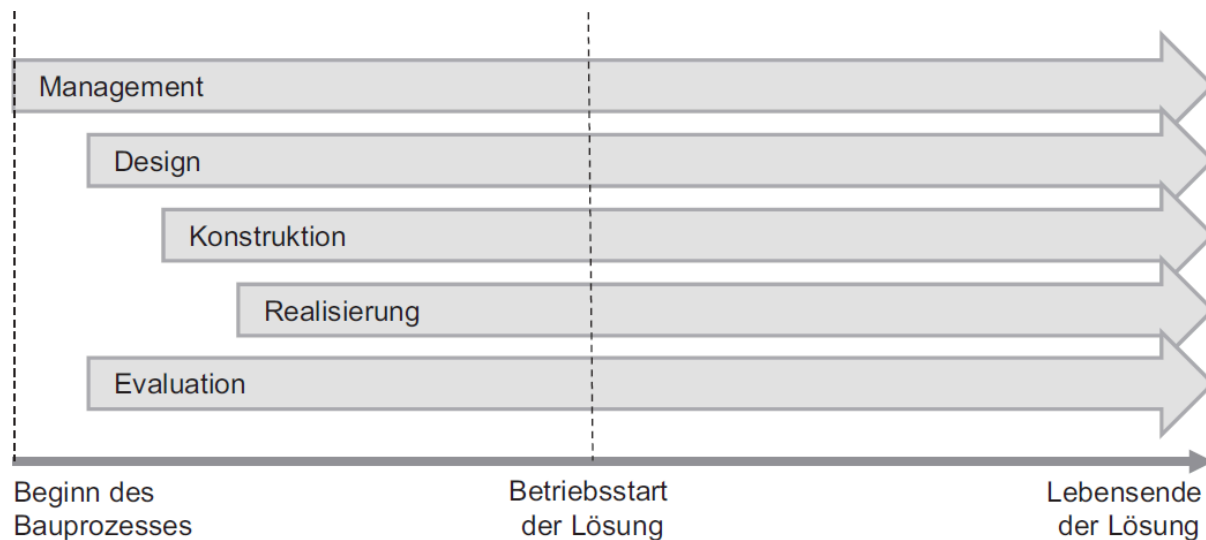 Management
Design
Konstruktion
Realisierung
Evaluation
Beginn des
Bauprozesses
Betriebsstart
der Lösung
Lebensende
der Lösung